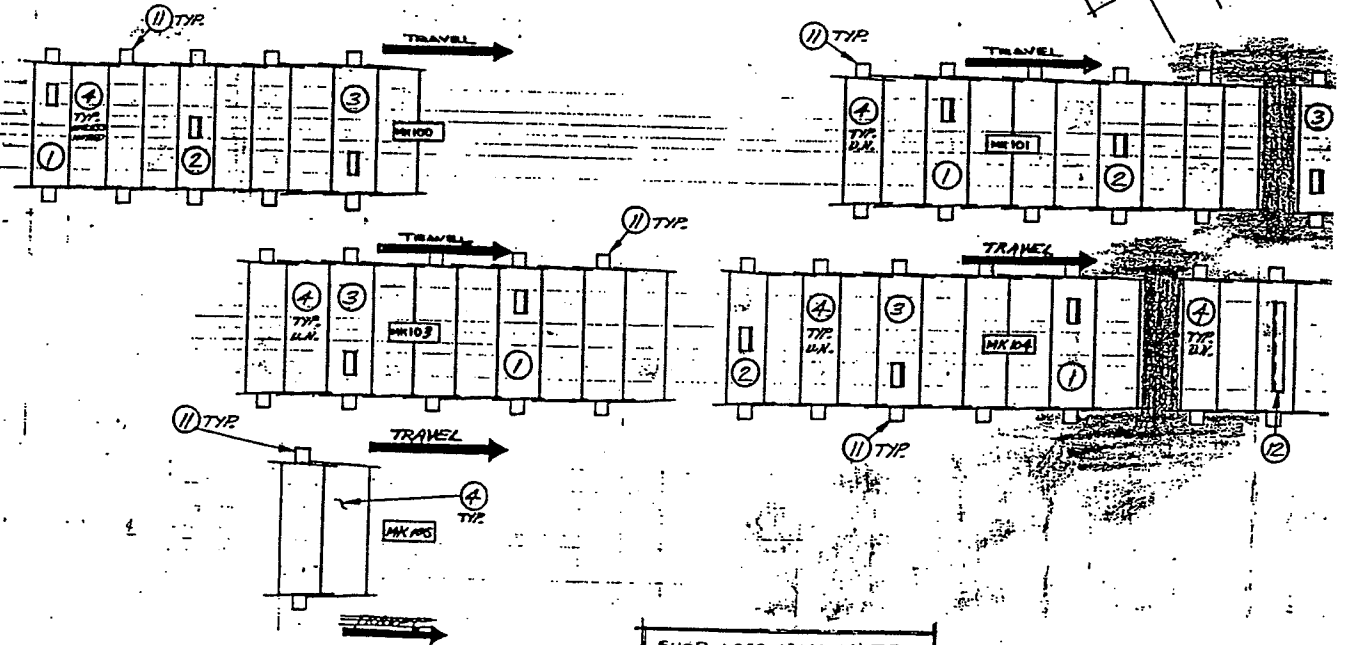 11 TYP.
TRAVEL
11 TYP.
TRAVEL
4
TYP.
3
MK100
1
2
4
TYP.
U.N.
MK101
3
1
2
TRAVEL
11 TYP.
TRAVEL
4
TYP.
U.N.
3
MK103
1
4
TYP.
U.N.
3
MK104
4
TYP.
U.N.
2
1
11 TYP.
TRAVEL
11 TYP.
12
4
TYP.
MK105